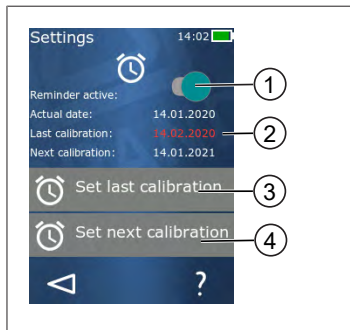 Settings 14:02
Reminder active: 1
Actual date: 14.01.2020
Last calibration: 14.02.2020 2
Next calibration: 14.01.2021
Set last calibration 3
Set next calibration 4
?